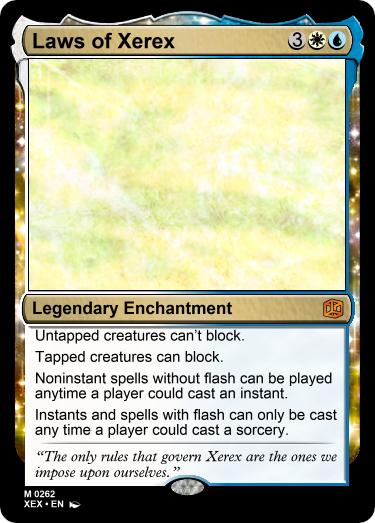 Laws of Xerex 3
Legendary Enchantment
Untapped creatures can't block.
Tapped creatures can block.
Noninstant spells without flash can be played
anytime a player could cast an instant.
Instants and spells with flash can only be cast
any time a player could cast a sorcery.
“The only rules that govern Xerex are the ones we
impose upon ourselves.”
M 0262
XEX • EN